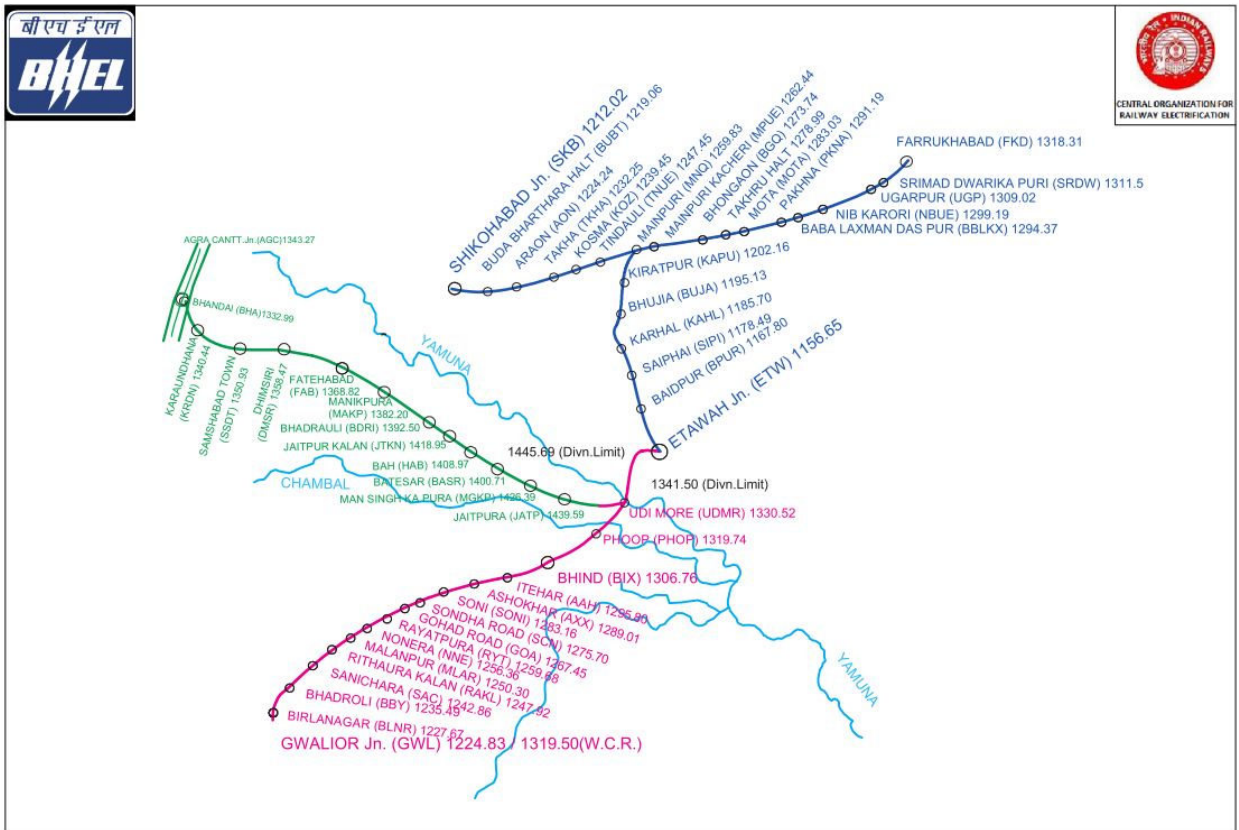 बी एच ई एल
BHEL
INDIAN RAILWAYS
भारतीय रेल
CENTRAL ORGANIZATION FOR
RAILWAY ELECTRIFICATION
SHIKOHABAD Jn. (SKB) 1212.02
BUDA BHARTHARA HALT (BUBT) 1219.06
ARAON (AON) 1224.24
TAKHA (TKHA) 1232.25
KOSMA (KOZ) 1239.45
TINDAULI (TNUE) 1247.45
MAINPURI (MNQ) 1259.83
MAINPURI KACHERI (MPUE) 1262.44
BHONGAON (BGQ) 1273.74
TAKHRU HALT 1278.99
MOTA (MOTA) 1283.03
PAKHNA (PKNA) 1291.19
FARRUKHABAD (FKD) 1318.31
SRIMAD DWARIKA PURI (SRDW) 1311.5
UGARPUR (UGP) 1309.02
NIB KARORI (NBUE) 1299.19
BABA LAXMAN DAS PUR (BBLKX) 1294.37
KIRATPUR (KAPU) 1202.16
BHUJIA (BUJA) 1195.13
KARHAL (KAHL) 1185.70
SAIPHAI (SIPI) 1178.49
BAIDPUR (BPUR) 1167.80
ETAWAH Jn. (ETW) 1156.65
AGRA CANTT.Jn.(AGC)1343.27
BHANDAI (BHA)1332.99
KARAUNDHANA
(KRDN) 1340.44
SAMSHABAD TOWN
(SSDT) 1350.93
DHIMSIRI
(DMSR) 1358.47
FATEHABAD
(FAB) 1368.82
MANIKPURA
(MAKP) 1382.20
BHADRAULI (BDRI) 1392.50
JAITPUR KALAN (JTKN) 1418.95
BAH (HAB) 1408.97
BATESAR (BASR) 1400.71
MAN SINGH KA PURA (MGKP) 1426.39
JAITPURA (JATP) 1439.59
YAMUNA
CHAMBAL
1445.69 (Divn.Limit)
1341.50 (Divn.Limit)
UDI MORE (UDMR) 1330.52
PHOOP (PHOP) 1319.74
BHIND (BIX) 1306.76
ITEHAR (AAH) 1295.80
ASHOKHAR (AXX) 1289.01
SONI (SONI) 1283.16
SONDHA ROAD (SCN) 1275.70
GOHAD ROAD (GOA) 1267.45
RAYATPURA (RYT) 1259.68
NONERA (NNE) 1256.36
MALANPUR (MLAR) 1250.30
RITHAURA KALAN (RAKL) 1247.92
SANICHARA (SAC) 1242.86
BHADROLI (BBY) 1235.49
BIRLANAGAR (BLNR) 1227.67
GWALIOR Jn. (GWL) 1224.83 / 1319.50(W.C.R.)
YAMUNA